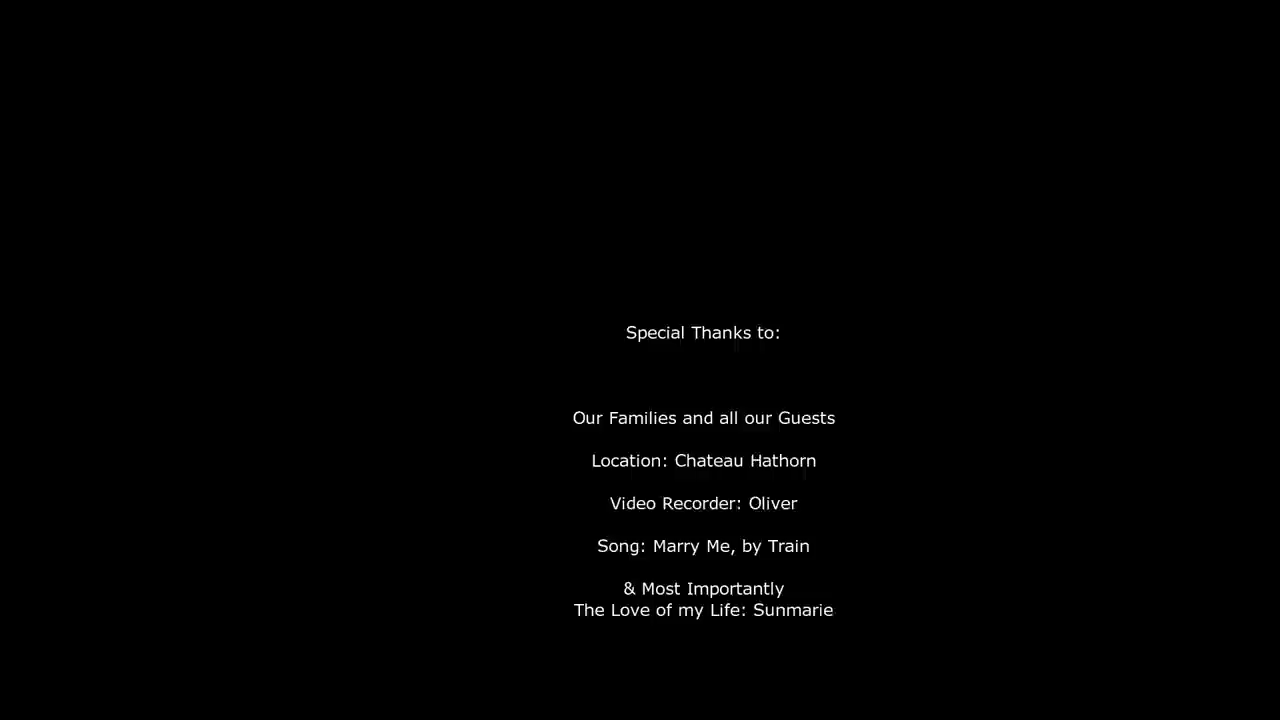 Special Thanks to:
Our Families and all our Guests
Location: Chateau Hathorn
Video Recorder: Oliver
Song: Marry Me, by Train
& Most Importantly
The Love of my Life: Sunmarie